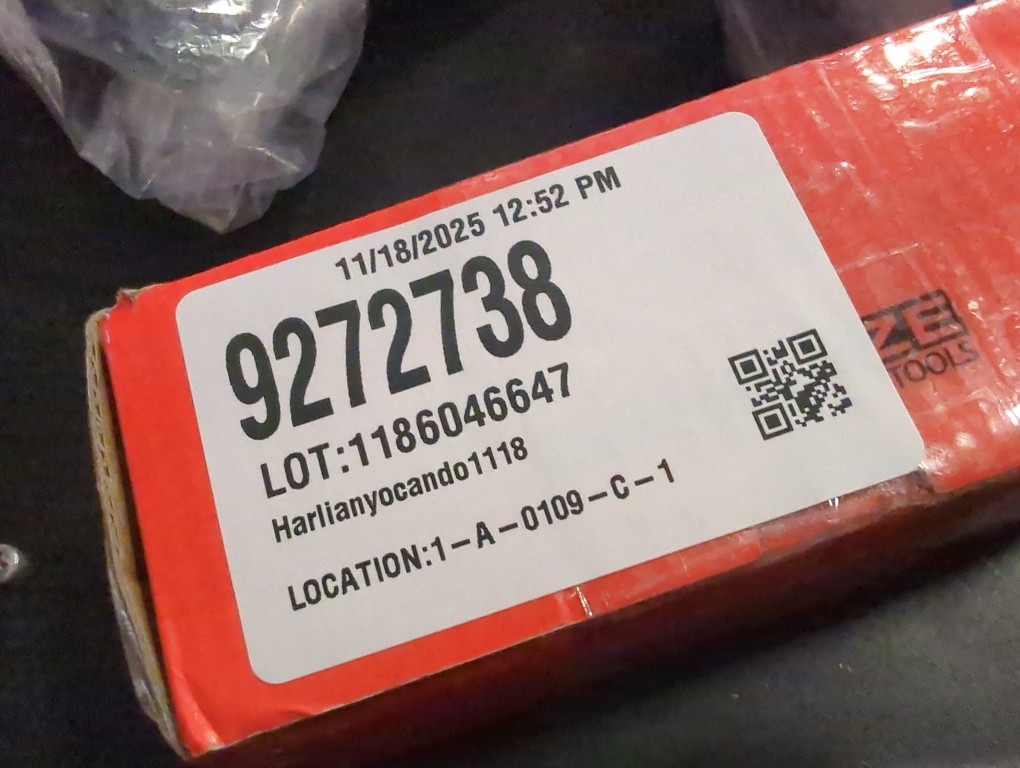 11/18/2025 12:52 PM
9272738
LOT:1186046647
Harlianyocando1118
LOCATION:1-A-0109-C-1
ZE
TOOLS